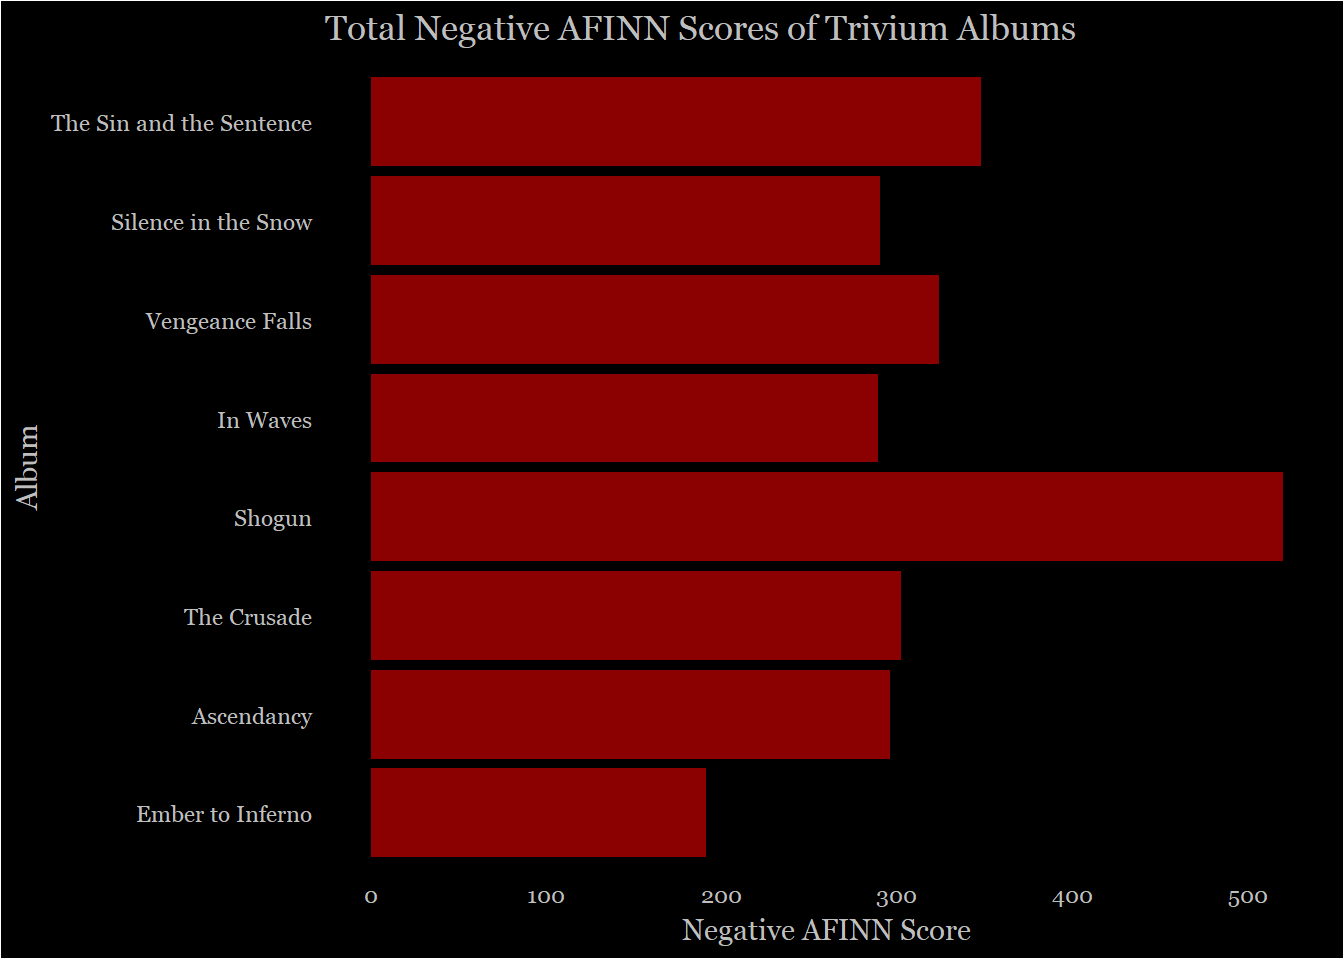 Total Negative AFINN Scores of Trivium Albums
The Sin and the Sentence
Silence in the Snow
Vengeance Falls
In Waves
Shogun
The Crusade
Ascendancy
Ember to Inferno
Album
0 100 200 300 400 500
Negative AFINN Score